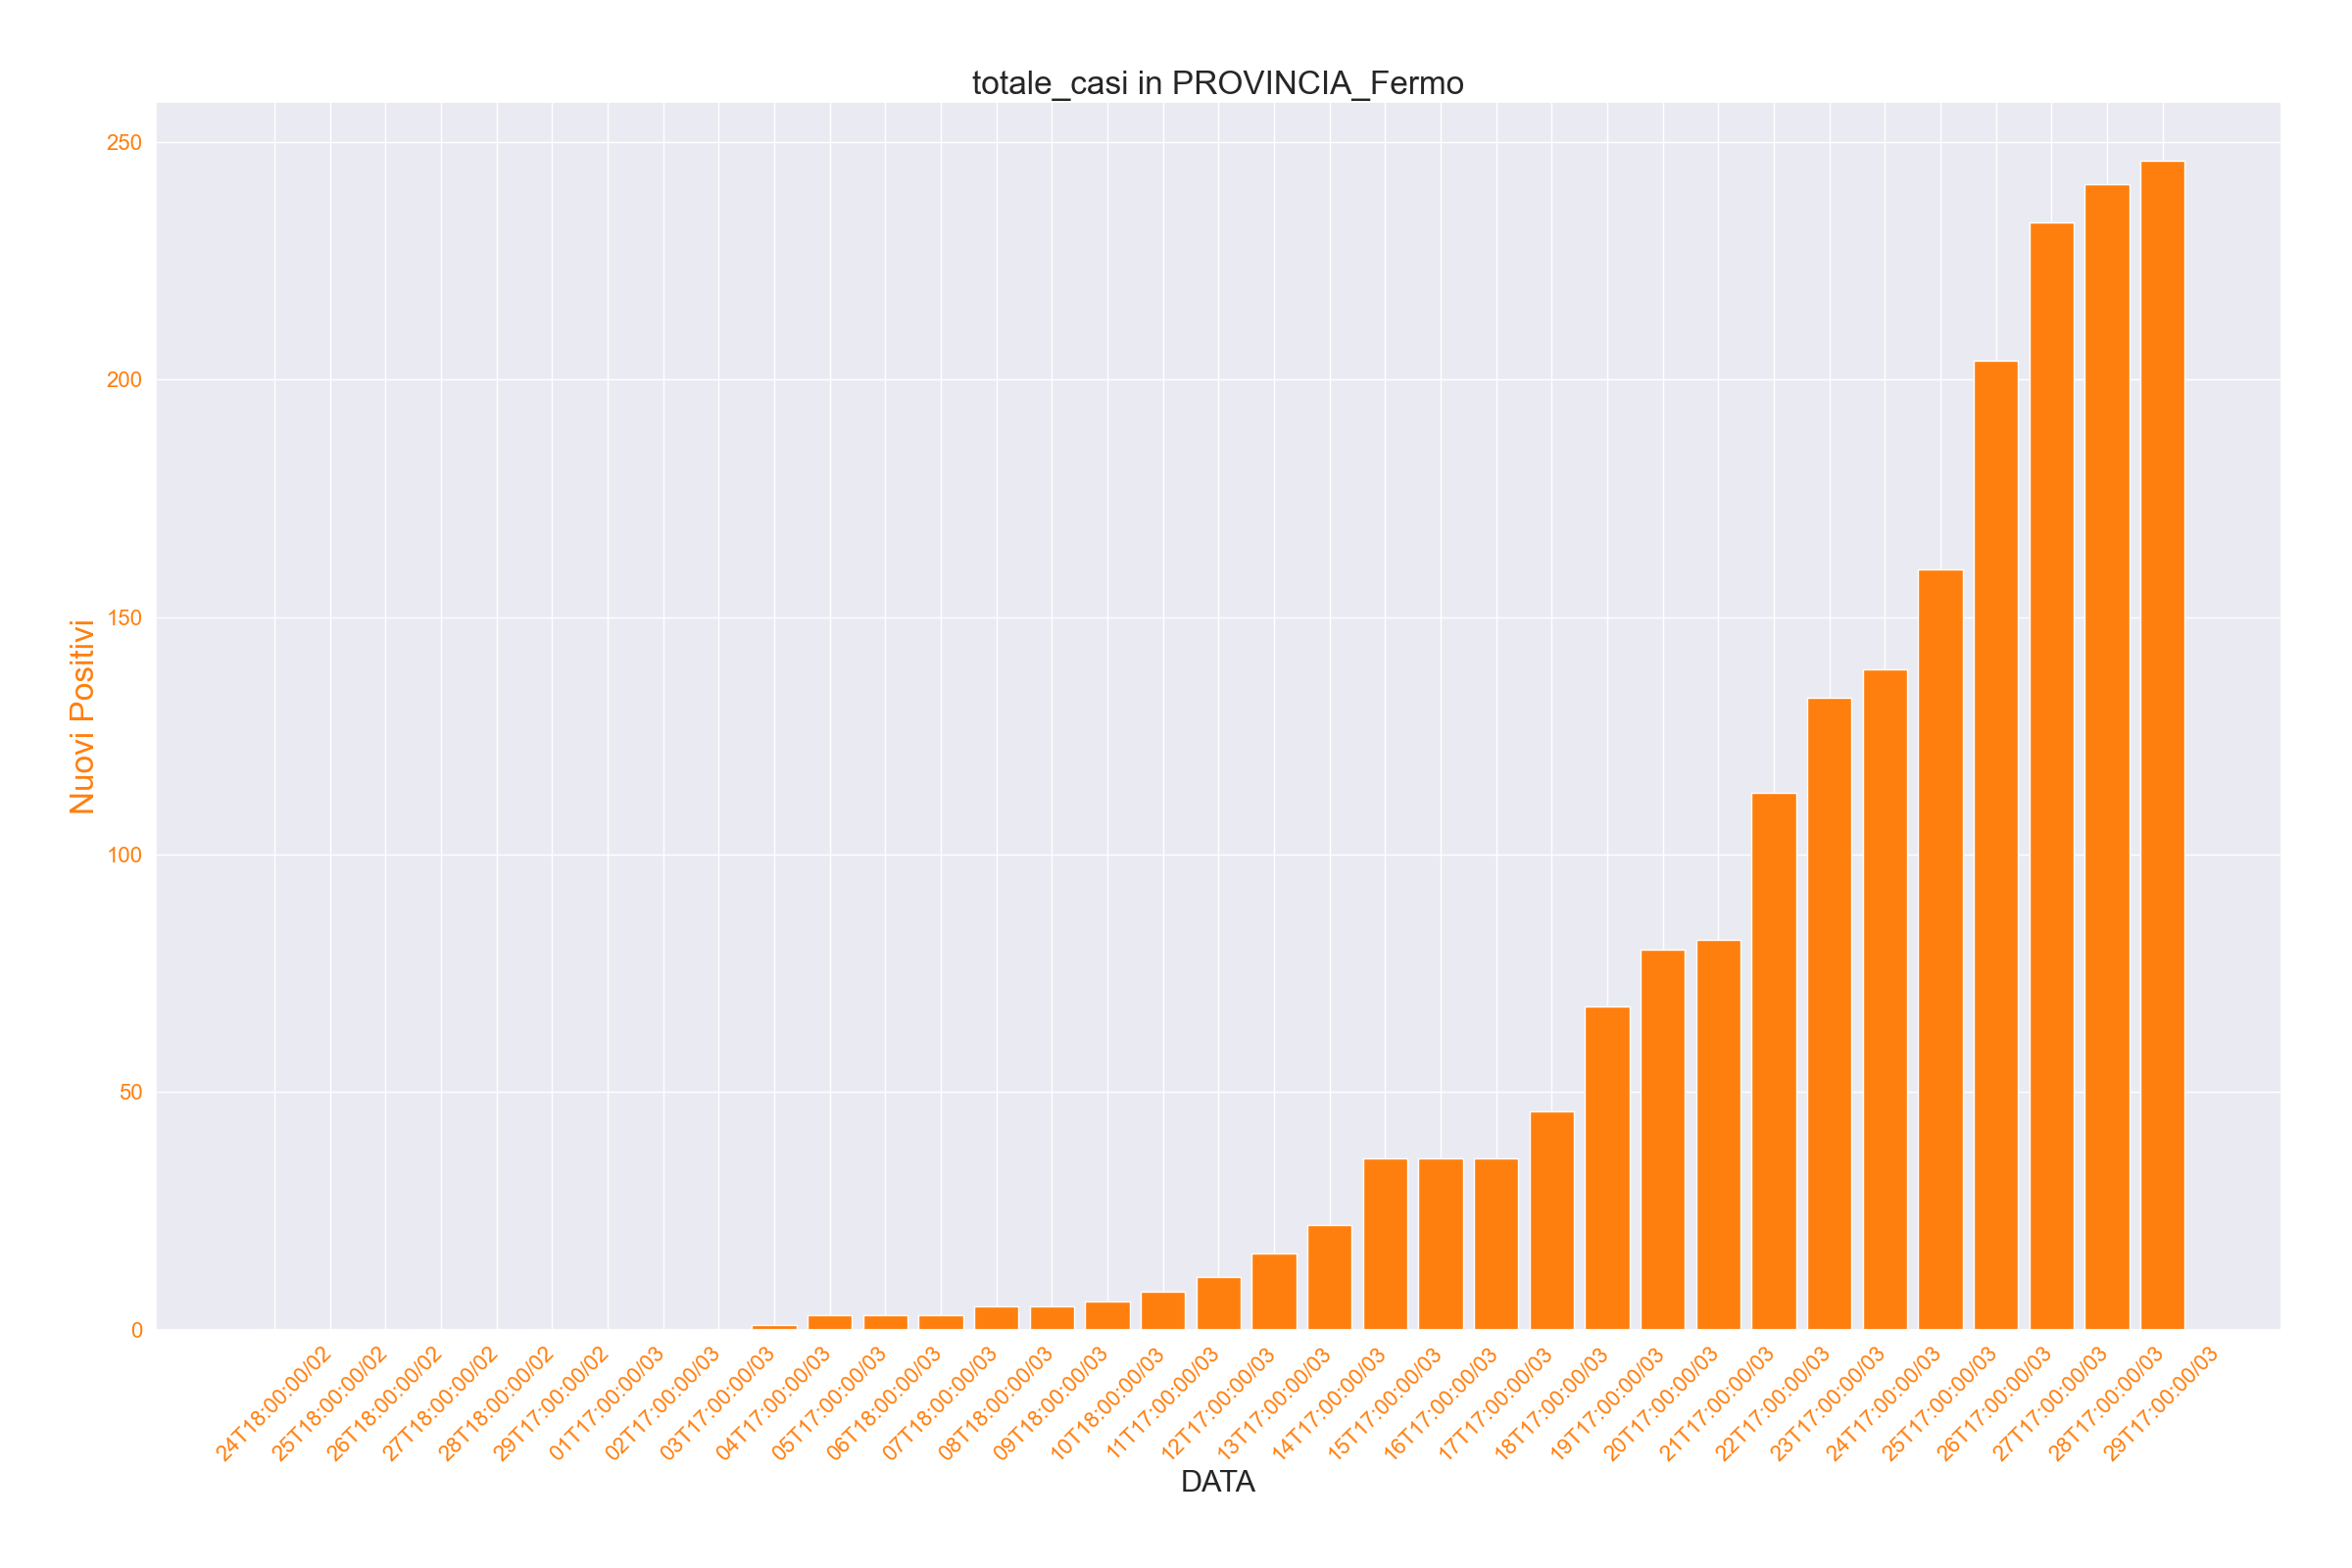 totale_casi in PROVINCIA_Fermo
250
200
150
100
50
0
Nuovi Positivi
24T18:00:00/02
25T18:00:00/02
26T18:00:00/02
27T18:00:00/02
28T18:00:00/02
29T17:00:00/02
01T17:00:00/03
02T17:00:00/03
03T17:00:00/03
04T17:00:00/03
05T17:00:00/03
06T18:00:00/03
07T18:00:00/03
08T18:00:00/03
09T18:00:00/03
10T18:00:00/03
11T17:00:00/03
12T17:00:00/03
13T17:00:00/03
14T17:00:00/03
15T17:00:00/03
16T17:00:00/03
17T17:00:00/03
18T17:00:00/03
19T17:00:00/03
20T17:00:00/03
21T17:00:00/03
22T17:00:00/03
23T17:00:00/03
24T17:00:00/03
25T17:00:00/03
26T17:00:00/03
27T17:00:00/03
28T17:00:00/03
29T17:00:00/03
DATA